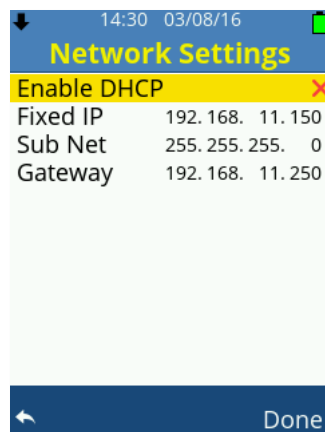 14:30 03/08/16
Network Settings
Enable DHCP
Fixed IP 192.168. 11.150
Sub Net 255.255.255. 0
Gateway 192.168. 11.250
Done